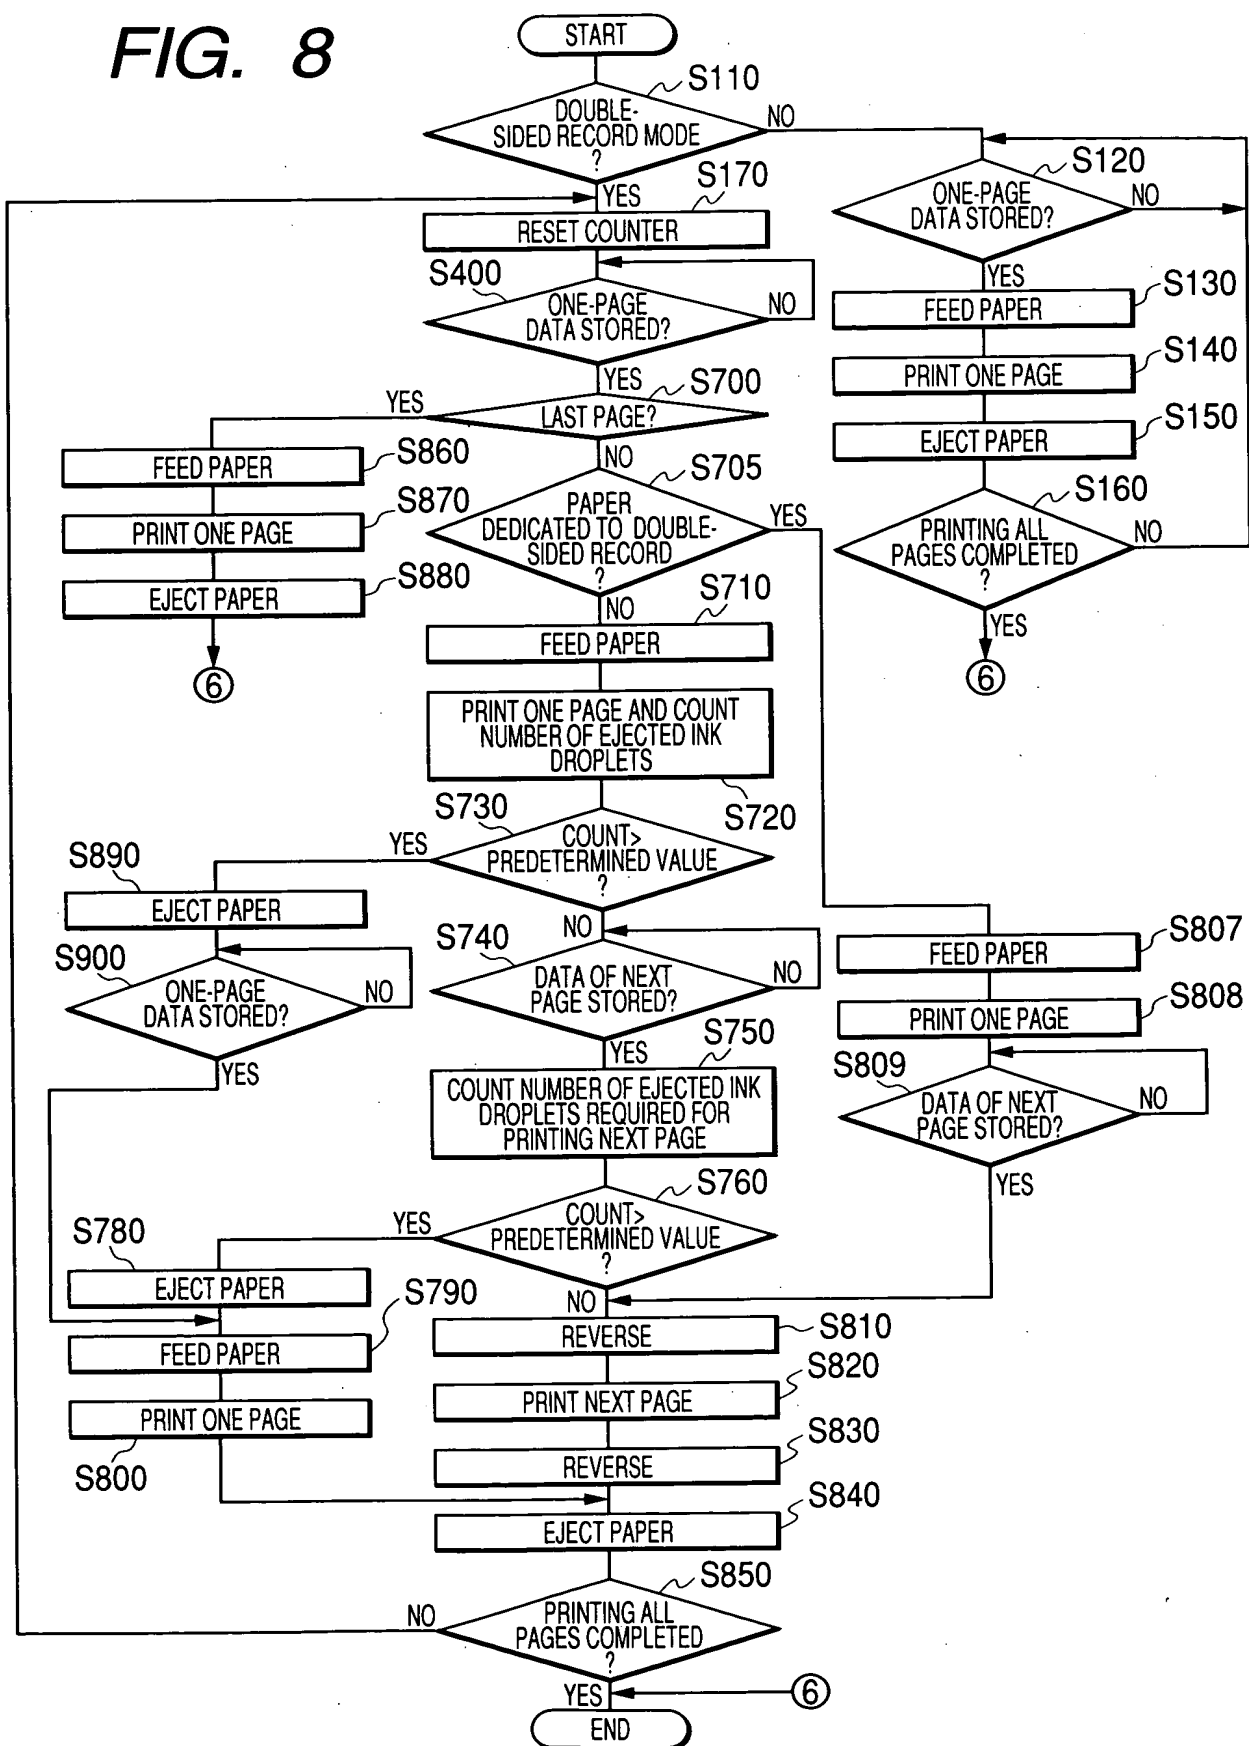 FIG. 8
START
S110
DOUBLE-
SIDED RECORD MODE
?
NO
YES
S120
ONE-PAGE
DATA STORED?
NO
YES
S130
FEED PAPER
S140
PRINT ONE PAGE
S150
EJECT PAPER
S160
PRINTING ALL
PAGES COMPLETED
?
NO
YES
6
S170
RESET COUNTER
S400
ONE-PAGE
DATA STORED?
NO
YES
S700
LAST PAGE?
YES
NO
S860
FEED PAPER
S870
PRINT ONE PAGE
S880
EJECT PAPER
6
S705
PAPER
DEDICATED TO DOUBLE-
SIDED RECORD
?
YES
NO
S710
FEED PAPER
PRINT ONE PAGE AND COUNT
NUMBER OF EJECTED INK
DROPLETS
S720
S730
COUNT>
PREDETERMINED VALUE
?
YES
NO
S890
EJECT PAPER
S900
ONE-PAGE
DATA STORED?
NO
YES
S740
DATA OF NEXT
PAGE STORED?
NO
YES
S750
COUNT NUMBER OF EJECTED INK
DROPLETS REQUIRED FOR
PRINTING NEXT PAGE
S807
FEED PAPER
S808
PRINT ONE PAGE
S809
DATA OF NEXT
PAGE STORED?
NO
YES
S760
COUNT>
PREDETERMINED VALUE
?
YES
NO
S780
EJECT PAPER
S790
FEED PAPER
PRINT ONE PAGE
S800
S810
REVERSE
S820
PRINT NEXT PAGE
S830
REVERSE
S840
EJECT PAPER
S850
PRINTING ALL
PAGES COMPLETED
?
NO
YES
6
END